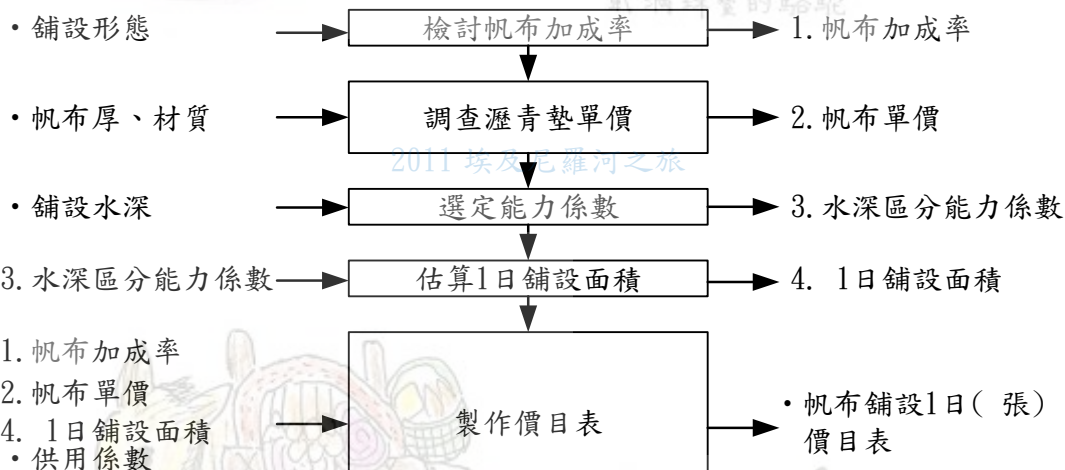 ・舖設形態
檢討帆布加成率
1.帆布加成率
・帆布厚、材質
調查瀝青墊單價
2.帆布單價
2011 埃及尼羅河之旅
・舖設水深
選定能力係數
3.水深區分能力係數
3.水深區分能力係數
估算1日舖設面積
4. 1日舖設面積
1.帆布加成率
2.帆布單價
4. 1日舖設面積
・供用係數
製作價目表
・帆布舖設1日( 張)
價目表